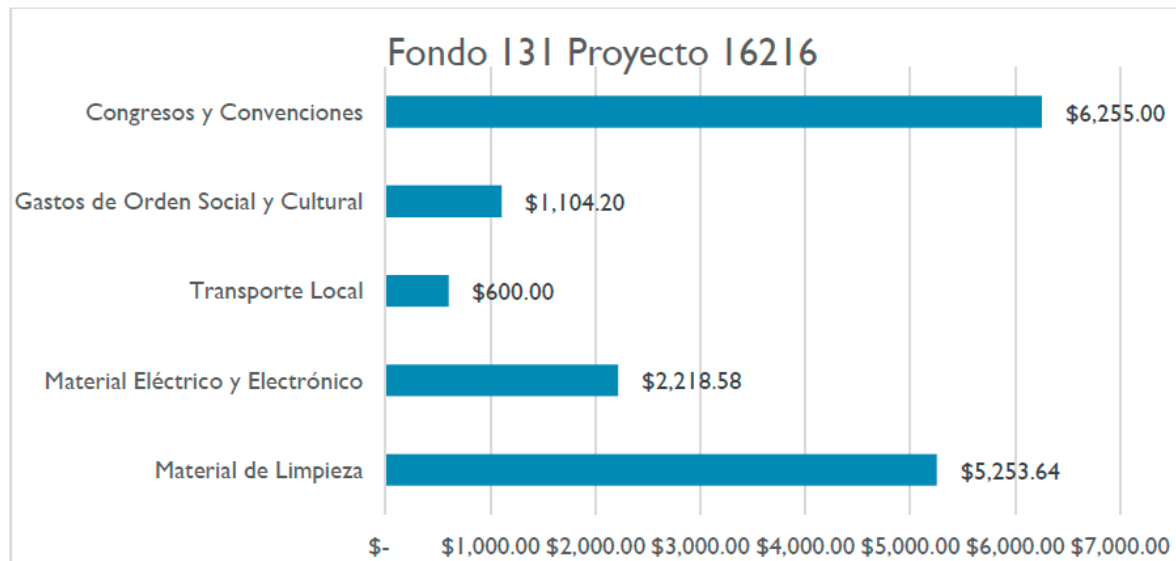 Fondo 131 Proyecto 16216
Congresos y Convenciones $6,255.00
Gastos de Orden Social y Cultural $1,104.20
Transporte Local $600.00
Material Eléctrico y Electrónico $2,218.58
Material de Limpieza $5,253.64
$- $1,000.00 $2,000.00 $3,000.00 $4,000.00 $5,000.00 $6,000.00 $7,000.00